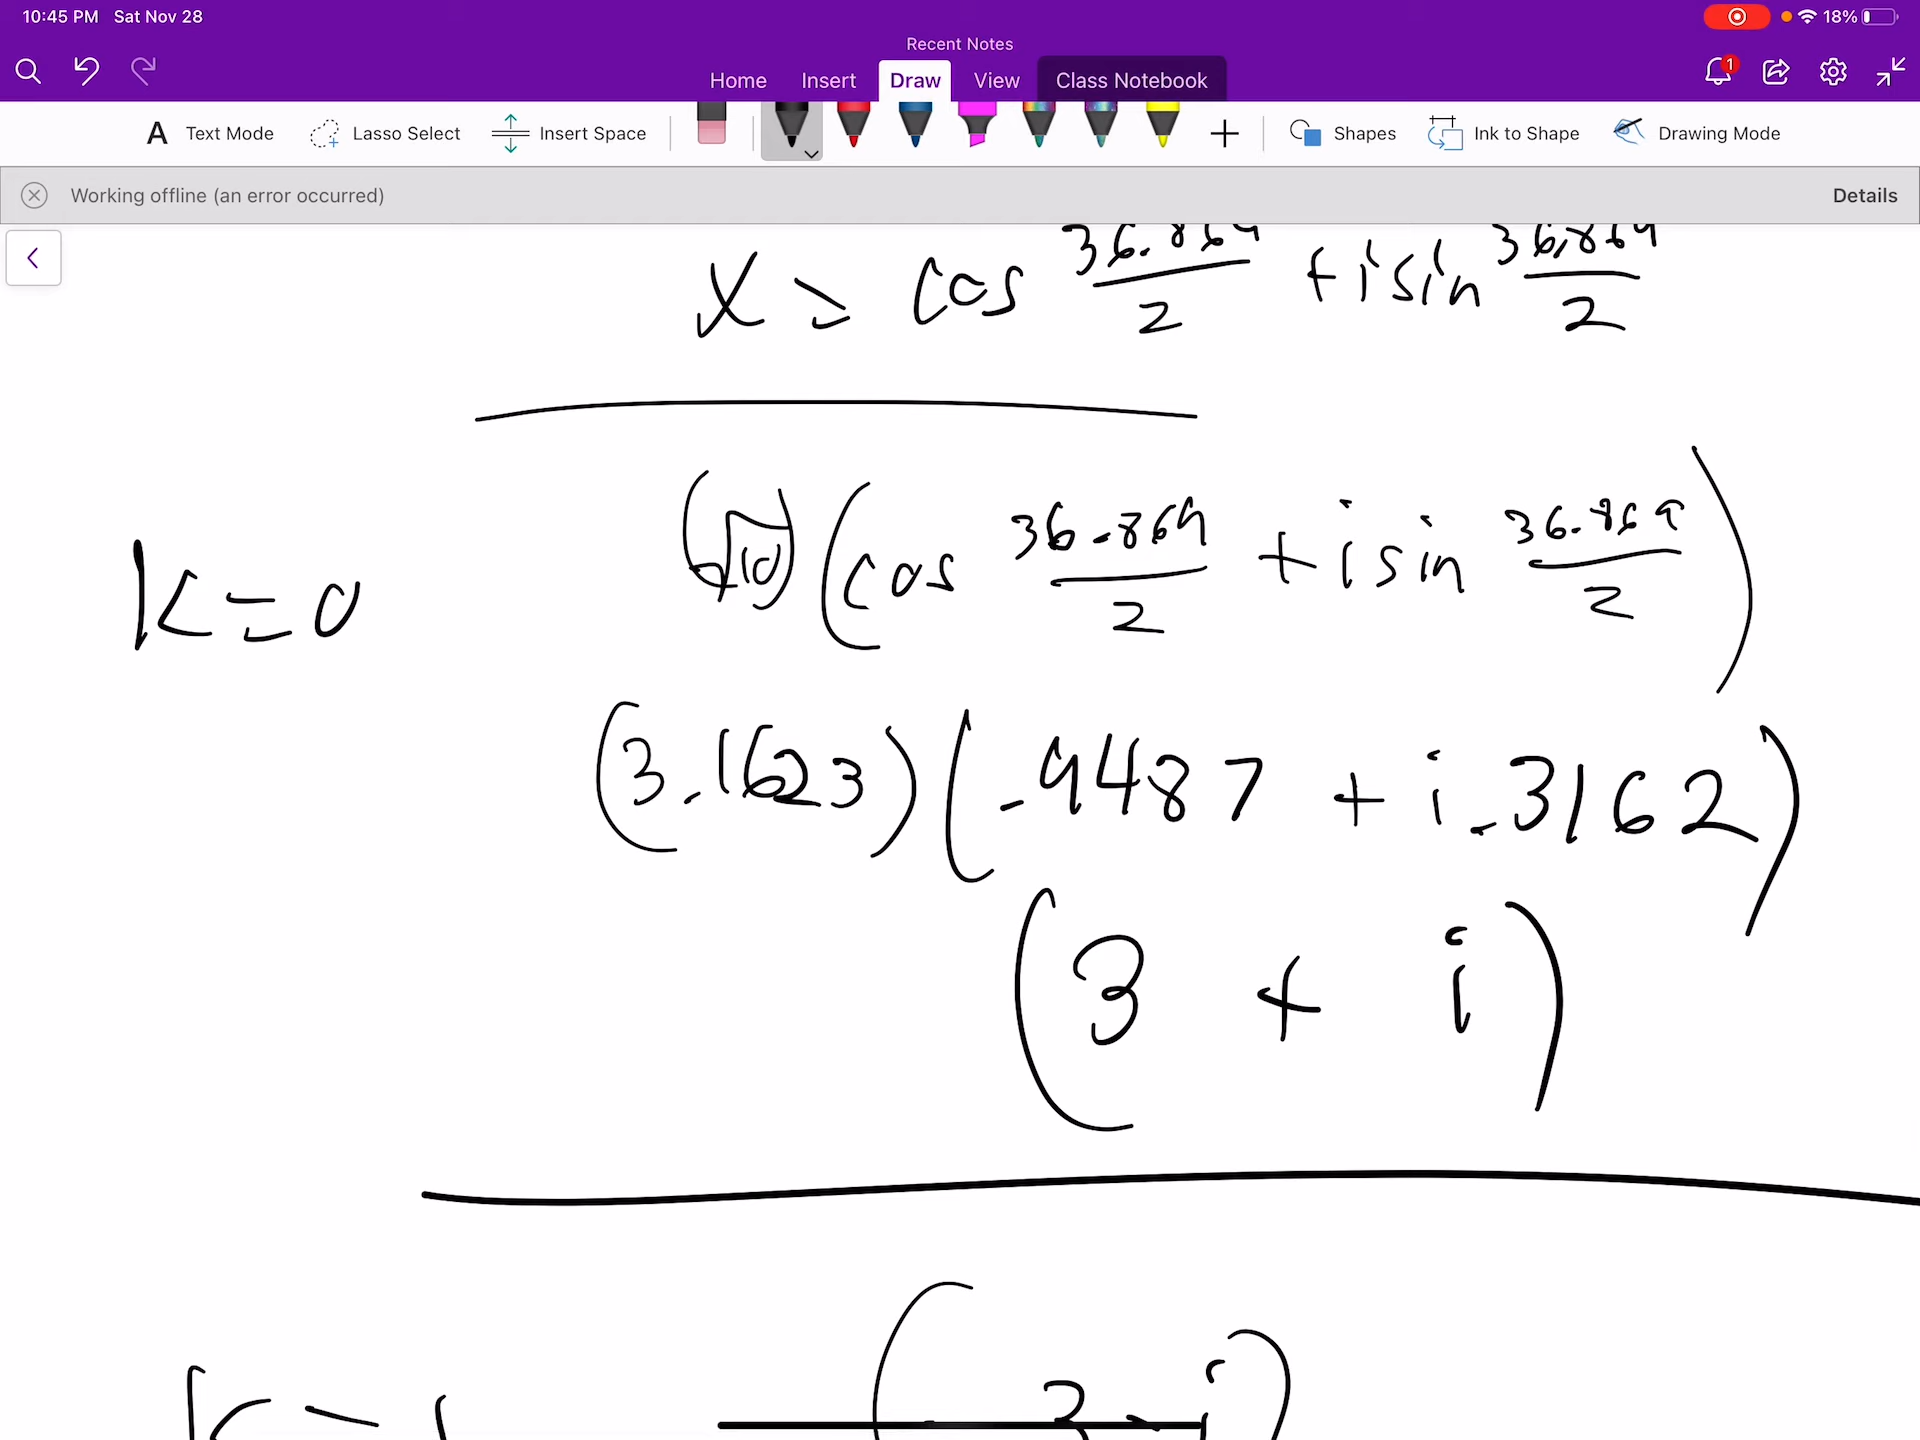 10:45 PM Sat Nov 28
18%
Recent Notes
Home Insert Draw View Class Notebook
1
A Text Mode Lasso Select Insert Space Shapes Ink to Shape Drawing Mode
Working offline (an error occurred) Details
x = cos 36.869/2 + i sin 36.869/2
k=0
(√10)(cos 36.869/2 + i sin 36.869/2)
(3.1623)(.9487 + i.3162)
(3 + i)